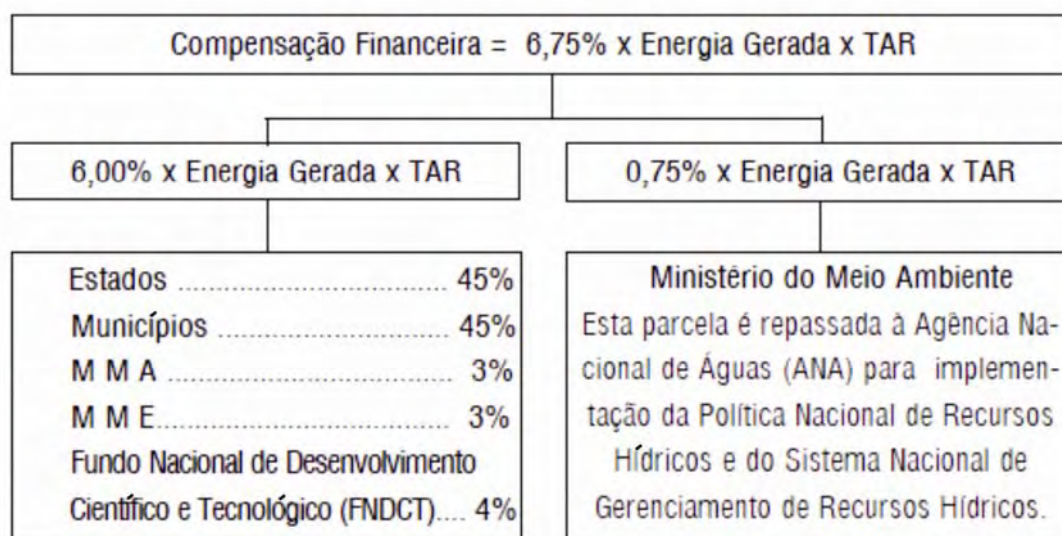 Compensação Financeira = 6,75% x Energia Gerada x TAR
6,00% x Energia Gerada x TAR
0,75% x Energia Gerada x TAR
Estados ................................ 45%
Municípios ........................... 45%
M M A ................................ 3%
M M E................................. 3%
Fundo Nacional de Desenvolvimento
Científico e Tecnológico (FNDCT).... 4%
Ministério do Meio Ambiente
Esta parcela é repassada à Agência Na-
cional de Águas (ANA) para implemen-
tação da Política Nacional de Recursos
Hídricos e do Sistema Nacional de
Gerenciamento de Recursos Hídricos.